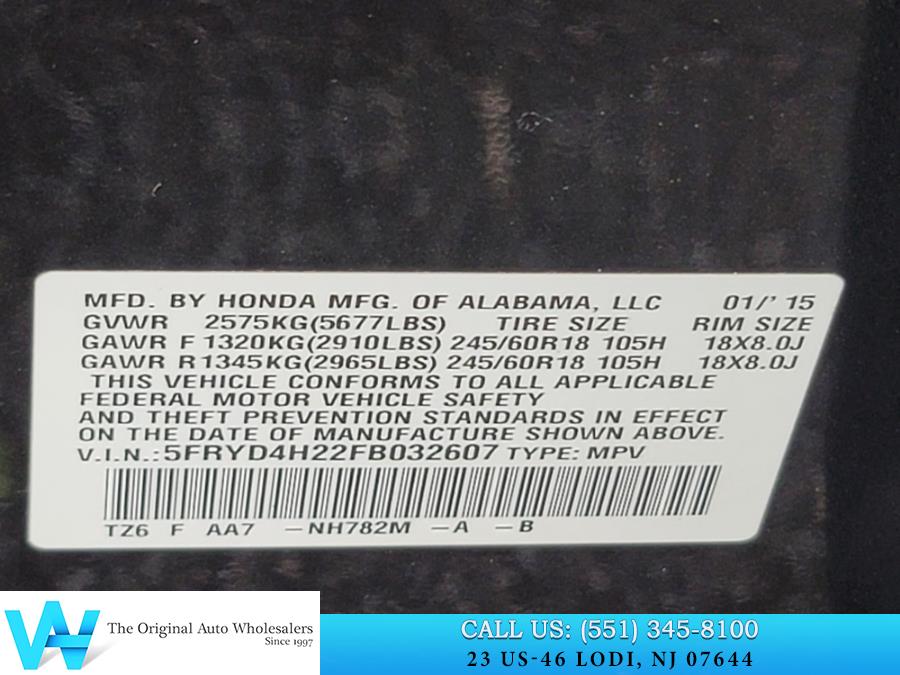 MFD. BY HONDA MFG. OF ALABAMA, LLC 01/' 15
GVWR 2575KG(5677LBS) TIRE SIZE RIM SIZE
GAWR F 1320KG(2910LBS) 245/60R18 105H 18X8.0J
GAWR R1345KG(2965LBS) 245/60R18 105H 18X8.0J
THIS VEHICLE CONFORMS TO ALL APPLICABLE
FEDERAL MOTOR VEHICLE SAFETY
AND THEFT PREVENTION STANDARDS IN EFFECT
ON THE DATE OF MANUFACTURE SHOWN ABOVE.
V.I.N.:5FRYD4H22FB032607 TYPE: MPV
TZ6 F AA7 -NH782M -A -B
The Original Auto Wholesalers
Since 1997
CALL US: (551) 345-8100
23 US-46 LODI, NJ 07644